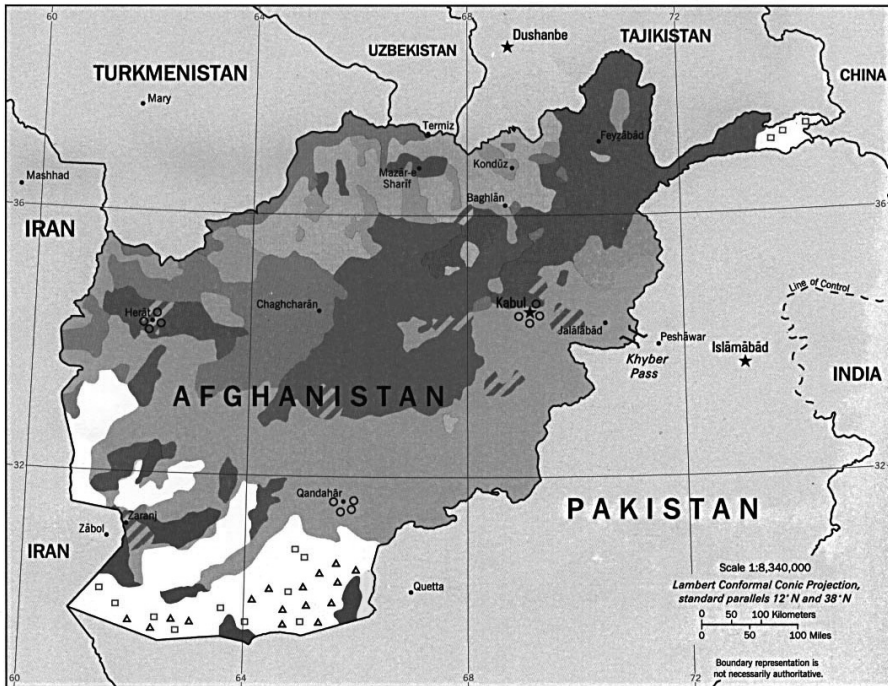 60
64
68
72
UZBEKISTAN
Dushanbe
TAJIKISTAN
TURKMENISTAN
CHINA
Mary
Termiz
Feyzābād
Mashhad
Mazār-e
Sharīf
Kondūz
Baghlān
36
36
IRAN
Herāt
Chaghcharān
Kabul
Jalālābād
Peshāwar
Line of Control
Khyber
Pass
Islāmābād
INDIA
AFGHANISTAN
32
32
Qandahār
PAKISTAN
Zābol
Zaranj
IRAN
Quetta
Scale 1:8,340,000
Lambert Conformal Conic Projection,
standard parallels 12°N and 38°N
0 50 100 Kilometers
0 50 100 Miles
Boundary representation is
not necessarily authoritative.
60
64
68
72